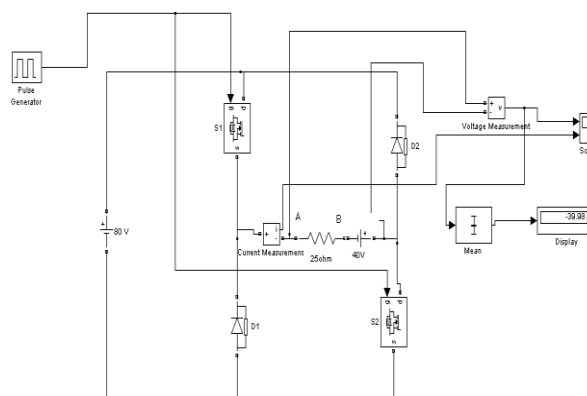 Pulse
Generator
S1
g
d
s
80 V
D1
A
B
Current Measurement
25ohm
40V
D2
g
d
S2
s
Voltage Measurement
Mean
-39.98
Display